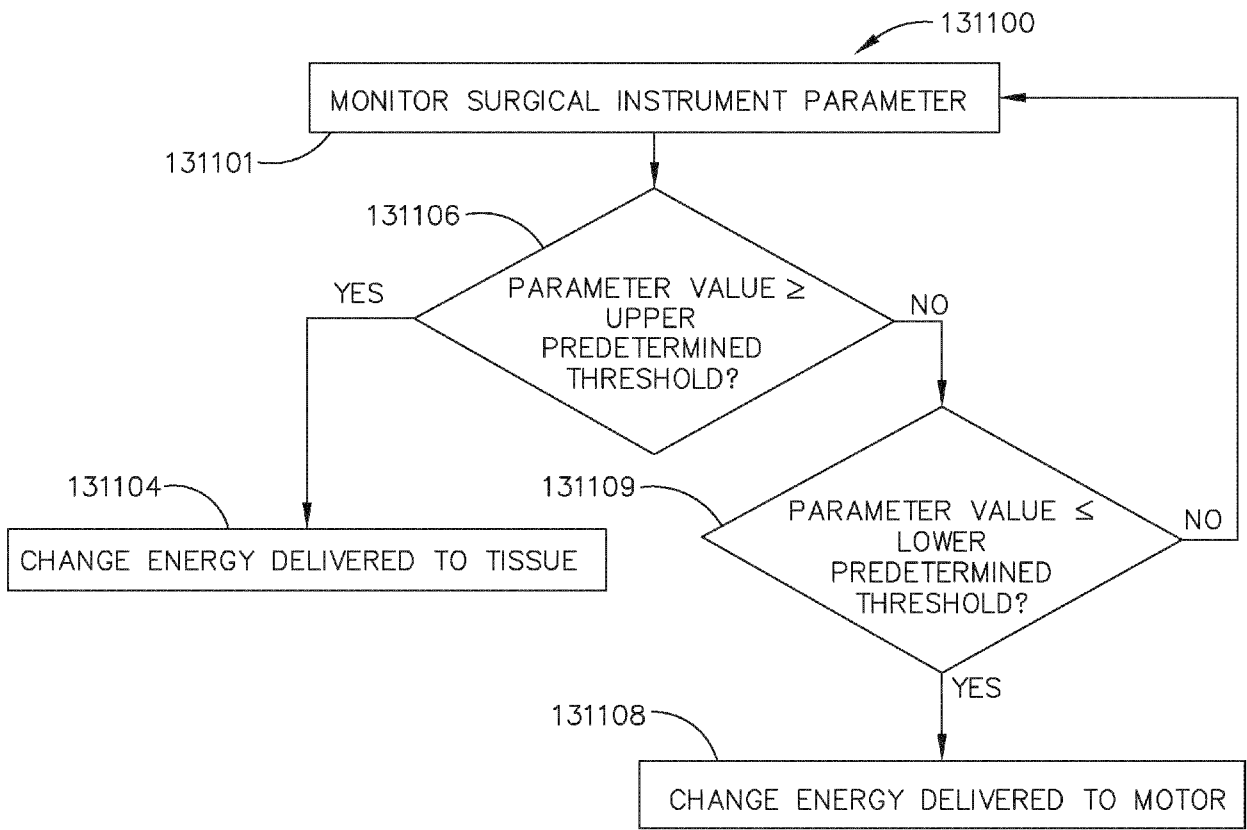 131100
MONITOR SURGICAL INSTRUMENT PARAMETER
131101
131106
YES
PARAMETER VALUE ≥
UPPER
PREDETERMINED
THRESHOLD?
NO
131104
CHANGE ENERGY DELIVERED TO TISSUE
131109
PARAMETER VALUE ≤
LOWER
PREDETERMINED
THRESHOLD?
NO
YES
131108
CHANGE ENERGY DELIVERED TO MOTOR